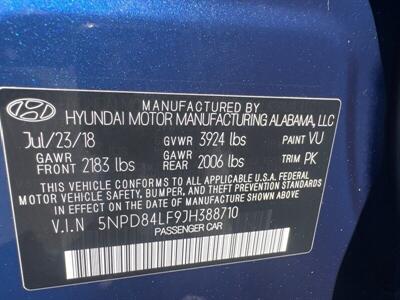 MANUFACTURED BY
HYUNDAI MOTOR MANUFACTURING ALABAMA, LLC
Jul/23/18 GVWR 3924 lbs PAINT VU
GAWR FRONT 2183 lbs GAWR REAR 2006 lbs TRIM PK
THIS VEHICLE CONFORMS TO ALL APPLICABLE U.S.A. FEDERAL
MOTOR VEHICLE SAFETY, BUMPER, AND THEFT PREVENTION STANDARDS
IN EFFECT ON THE DATE OF MANUFACTURE SHOWN ABOVE.
V.I.N 5NPD84LF9JH388710
PASSENGER CAR